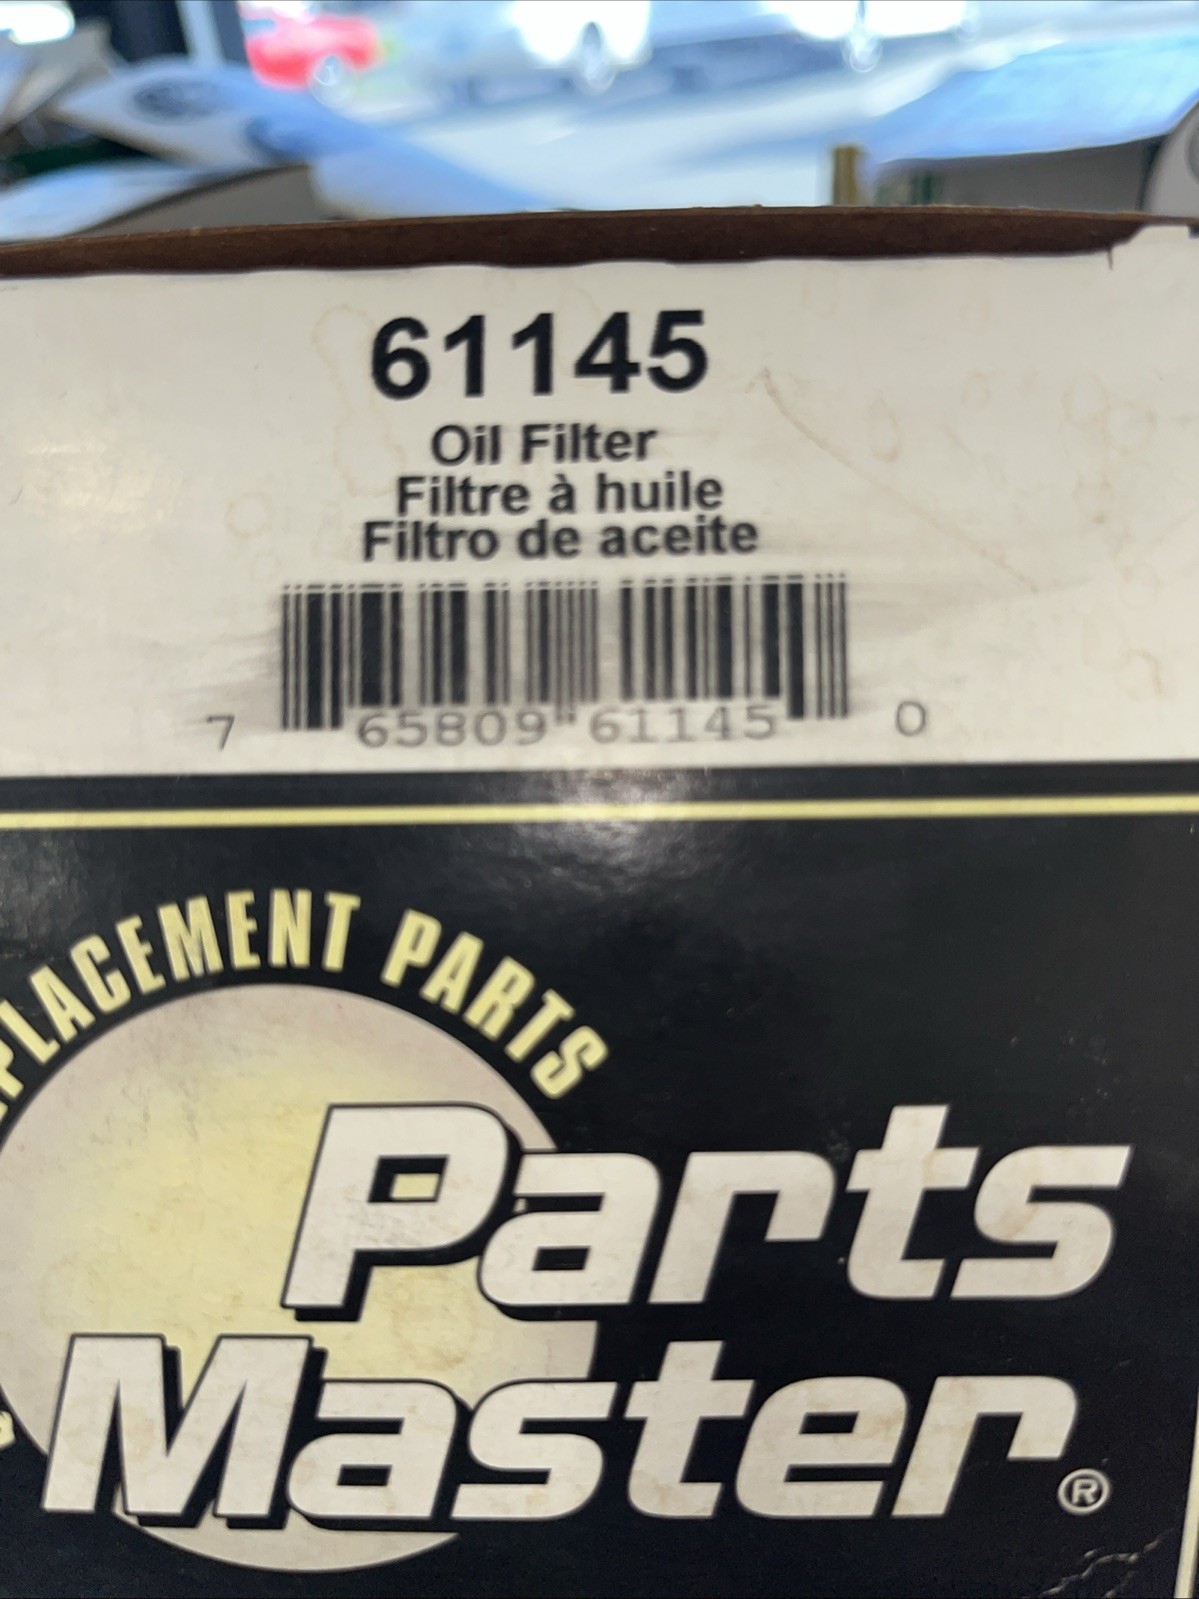 61145
Oil Filter
Filtre à huile
Filtro de aceite
7 65809 61145 0
PLACEMENT PARTS
Parts
Master®